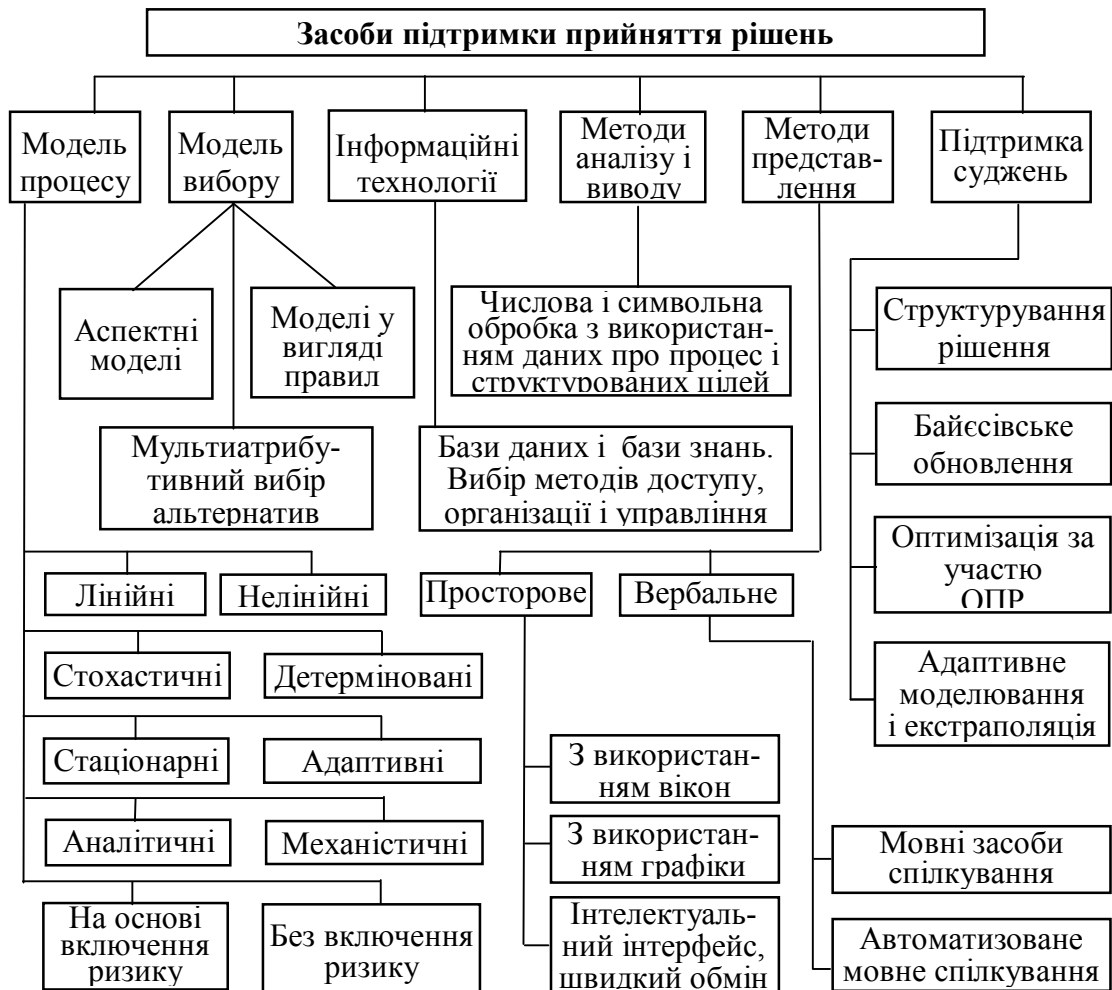 Засоби підтримки прийняття рішень
Модель
процесу
Модель
вибору
Інформаційні
технології
Методи
аналізу і
виводу
Методи
представ-
лення
Підтримка
суджень
Аспектні
моделі
Моделі у
вигляді
правил
Мультиатрибу-
тивний вибір
альтернатив
Числова і символьна
обробка з використан-
ням даних про процес і
структурованих цілей
Бази даних і бази знань.
Вибір методів доступу,
організації і управління
Структурування
рішення
Байєсівське
обновлення
Оптимізація за
участю
ОПР
Адаптивне
моделювання
і екстраполяція
Лінійні
Нелінійні
Просторове
Вербальне
Стохастичні
Детерміновані
Стаціонарні
Адаптивні
Аналітичні
Механістичні
На основі
включення
ризику
Без включення
ризику
З використан-
ням вікон
З використан-
ням графіки
Інтелектуаль-
ний інтерфейс,
швидкий обмін
Мовні засоби
спілкування
Автоматизоване
мовне спілкування